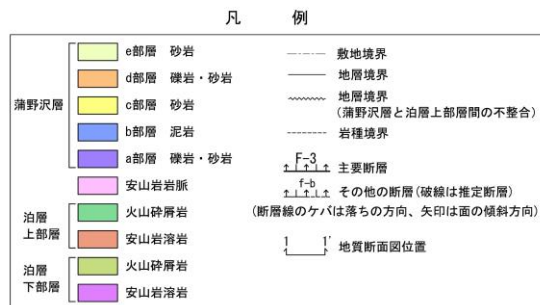 凡 例
蒲野沢層
e部層 砂岩
d部層 礫岩・砂岩
c部層 砂岩
b部層 泥岩
a部層 礫岩・砂岩
安山岩岩脈
泊層
上部層
火山砕屑岩
安山岩溶岩
泊層
下部層
火山砕屑岩
安山岩溶岩
敷地境界
地層境界
地層境界
(蒲野沢層と泊層上部層間の不整合)
岩種境界
F-3
主要断層
f-b
その他の断層(破線は推定断層)
(断層線のケバは落ちの方向、矢印は面の傾斜方向)
1 1'
地質断面図位置